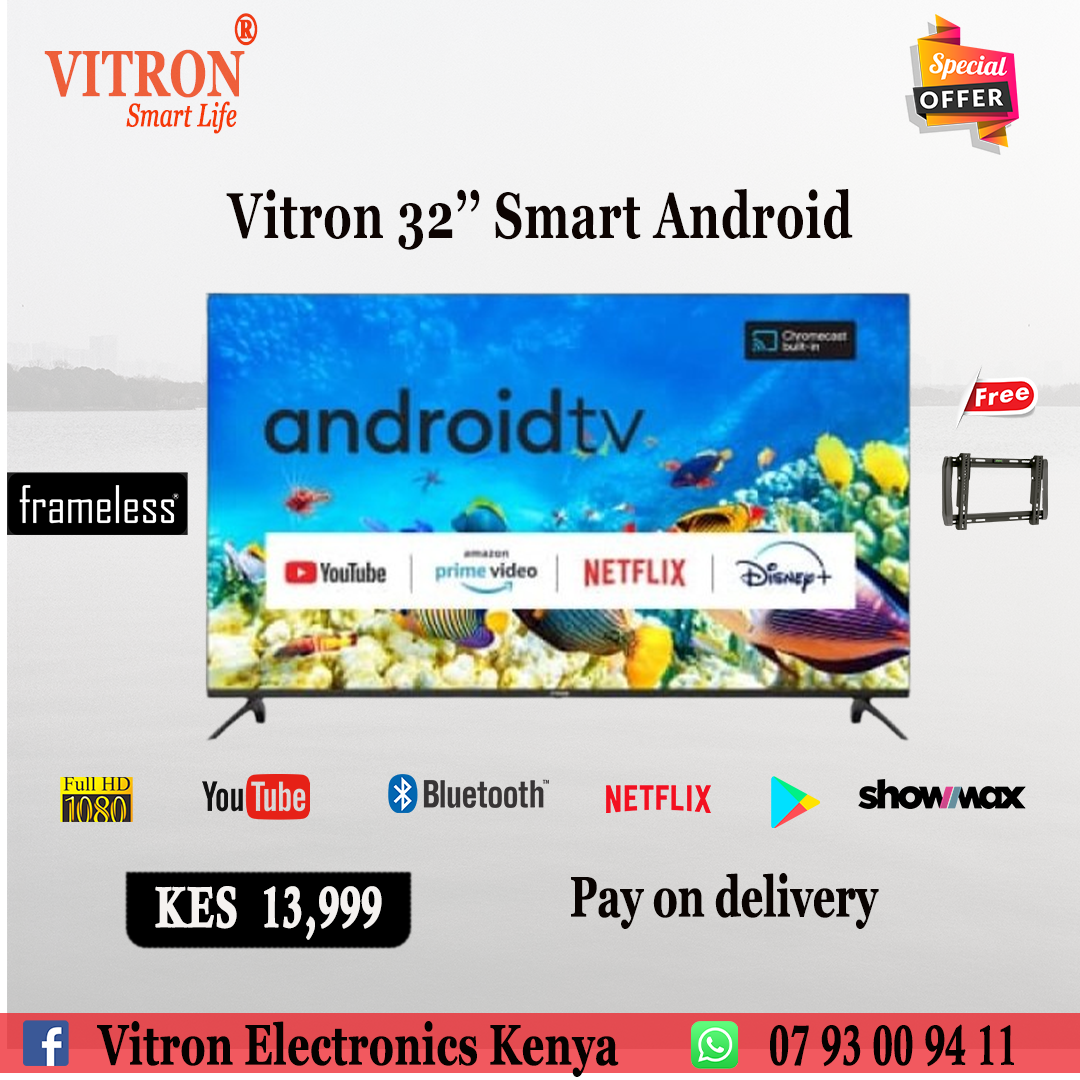 VITRON®
Smart Life
Special
OFFER
Vitron 32’’ Smart Android
Chromecast
built-in
androidtv
Free
frameless®
YouTube
amazon
prime video
NETFLIX
Disney+
Full HD
1080
YouTube
Bluetooth™
NETFLIX
showmax
KES 13,999
Pay on delivery
f Vitron Electronics Kenya
07 93 00 94 11